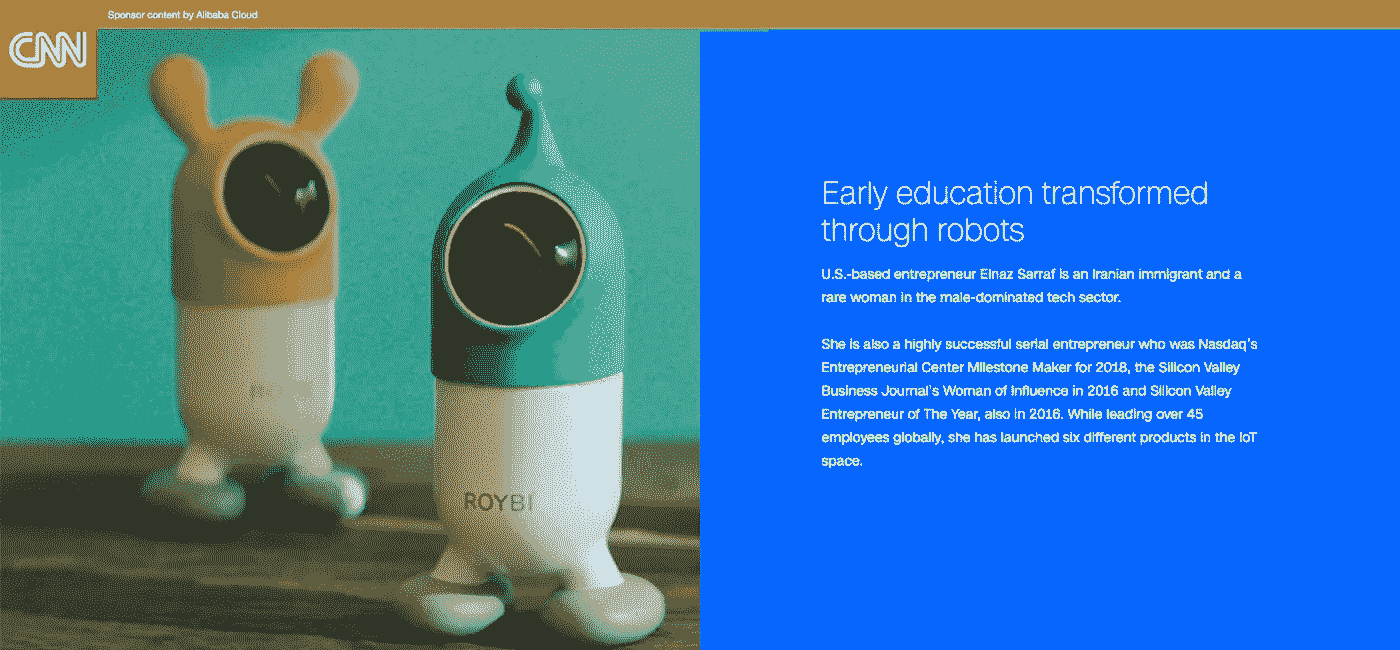 Sponsor content by Alibaba Cloud
CNN
Early education transformed
through robots
U.S.-based entrepreneur Elnaz Sarraf is an Iranian immigrant and a
rare woman in the male-dominated tech sector.
She is also a highly successful serial entrepreneur who was Nasdaq's
Entrepreneurial Center Milestone Maker for 2018, the Silicon Valley
Business Journal's Woman of Influence in 2016 and Silicon Valley
Entrepreneur of The Year, also in 2016. While leading over 45
employees globally, she has launched six different products in the IoT
space.
ROYBI